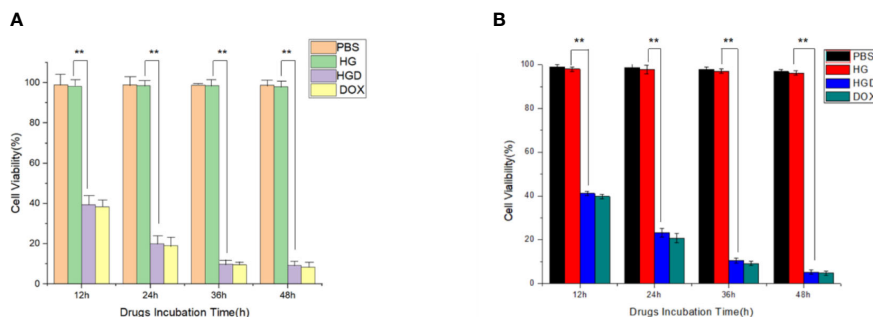 A
** ** ** **
PBS
HG
HGD
DOX
100
80
60
40
20
0
Cell Viability(%)
12h 24h 36h 48h
Drugs Incubation Time(h)
B
** ** ** **
PBS
HG
HGD
DOX
100
80
60
40
20
0
Cell Vialibility(%)
12h 24h 36h 48h
Drugs Incubation Time(h)